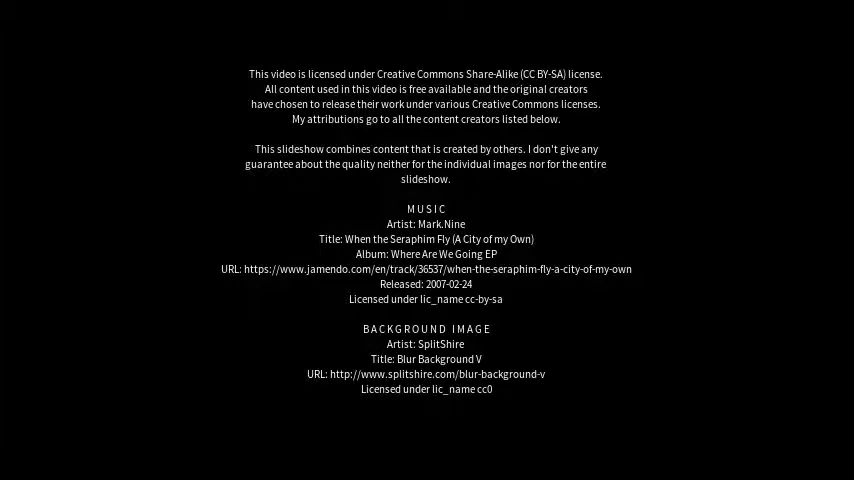 This video is licensed under Creative Commons Share-Alike (CC BY-SA) license.
All content used in this video is free available and the original creators
have chosen to release their work under various Creative Commons licenses.
My attributions go to all the content creators listed below.
This slideshow combines content that is created by others. I don't give any
guarantee about the quality neither for the individual images nor for the entire
slideshow.
MUSIC
Artist: Mark.Nine
Title: When the Seraphim Fly (A City of my Own)
Album: Where Are We Going EP
URL: https://www.jamendo.com/en/track/36537/when-the-seraphim-fly-a-city-of-my-own
Released: 2007-02-24
Licensed under lic_name cc-by-sa
BACKGROUND IMAGE
Artist: SplitShire
Title: Blur Background V
URL: http://www.splitshire.com/blur-background-v
Licensed under lic_name cc0